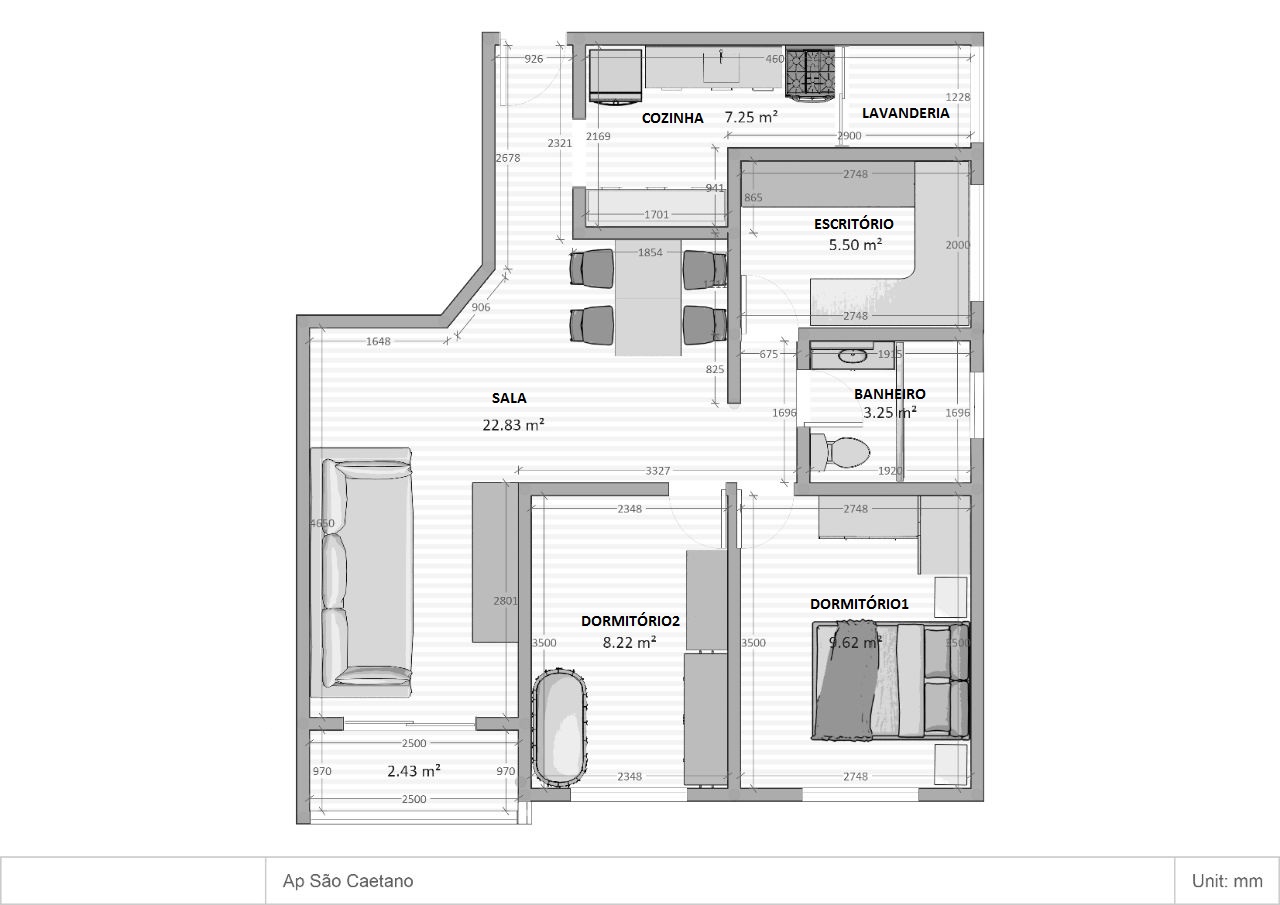 926
460
1228
COZINHA 7.25 m²
LAVANDERIA
2321
2169
2900
2678
2748
941
865
1701
ESCRITÓRIO
5.50 m²
2000
1854
906
2748
1648
675
1915
825
SALA
22.83 m²
BANHEIRO
3.25 m²
1696
1696
3327
1920
2348
2748
4650
2801
DORMITÓRIO2
8.22 m²
DORMITÓRIO1
9.62 m²
3500
3500
2500
2.43 m²
970
970
2348
2748
2500
Ap São Caetano
Unit: mm